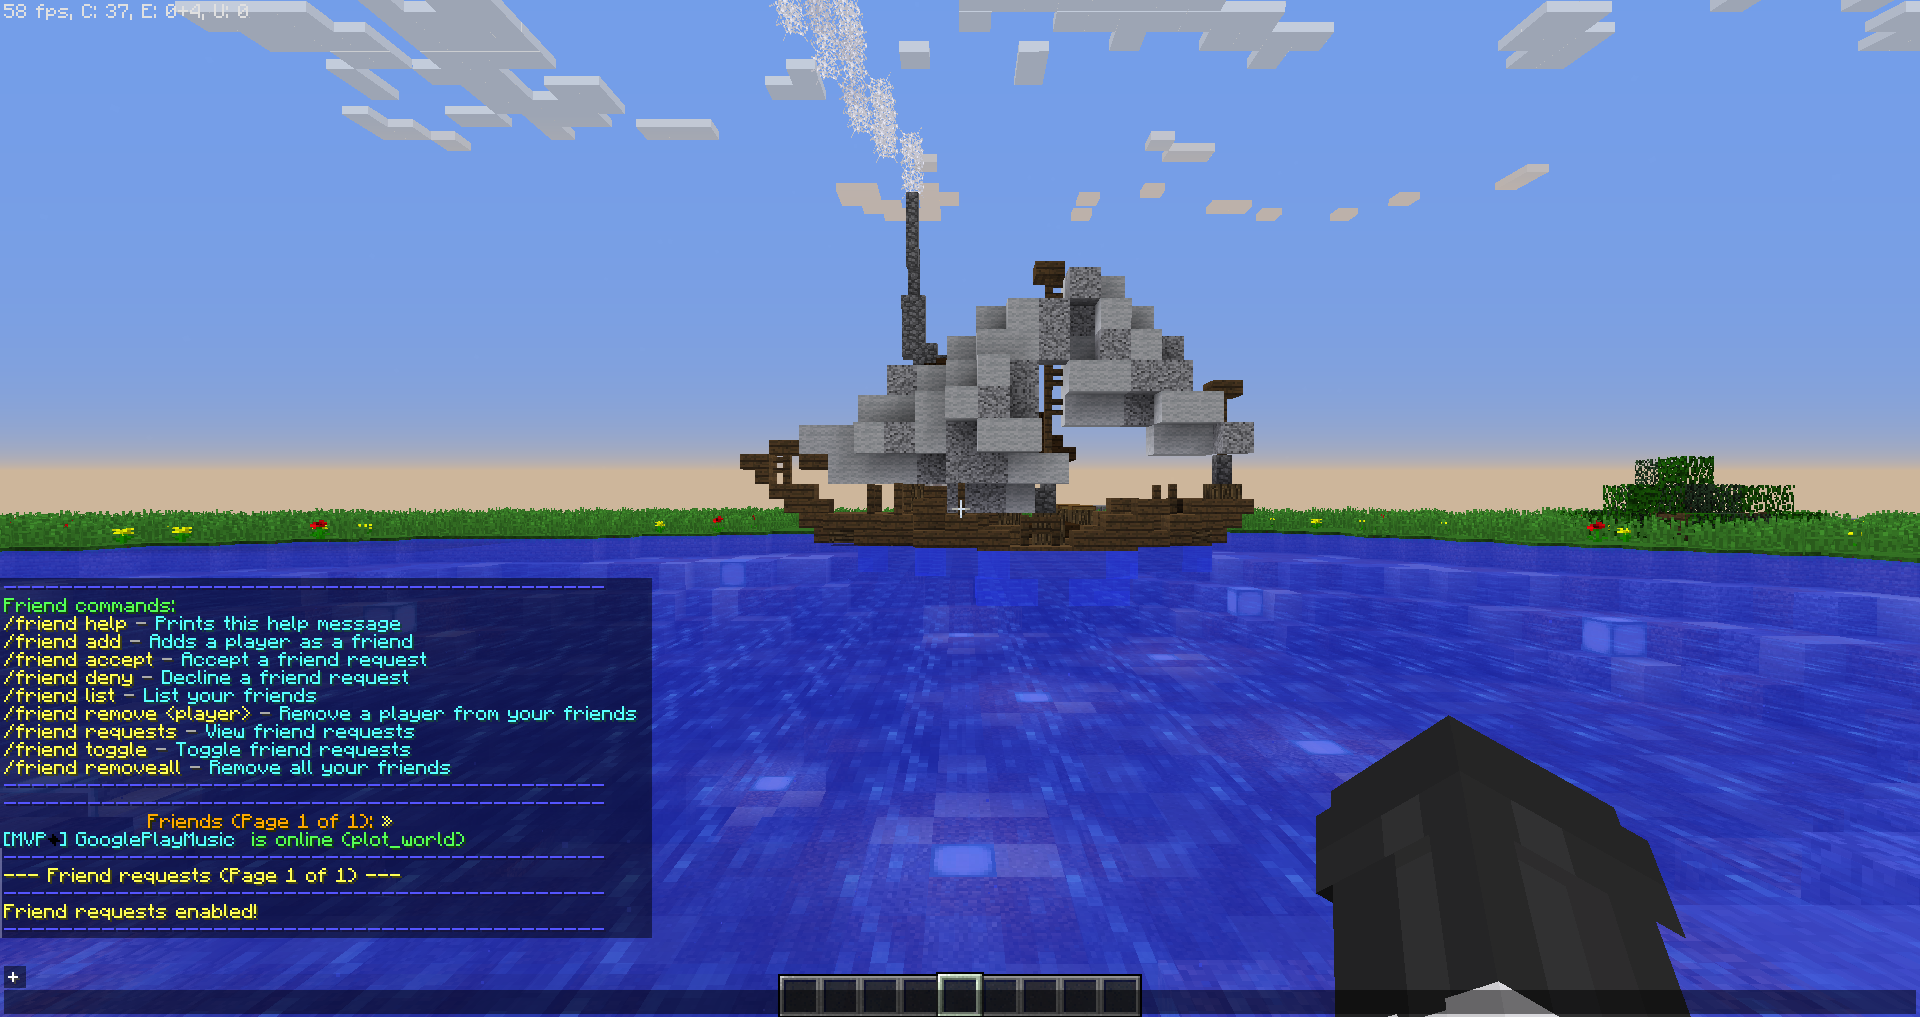 58 fps, C: 37, E: 0+4, U: 0
Friend commands:
/friend help - Prints this help message
/friend add - Adds a player as a friend
/friend accept - Accept a friend request
/friend deny - Decline a friend request
/friend list - List your friends
/friend remove <player> - Remove a player from your friends
/friend requests - View friend requests
/friend toggle - Toggle friend requests
/friend removeall - Remove all your friends
Friends (Page 1 of 1): »
[MVP+] GooglePlayMusic is online (plot_world)
--- Friend requests (Page 1 of 1) ---
Friend requests enabled!
+